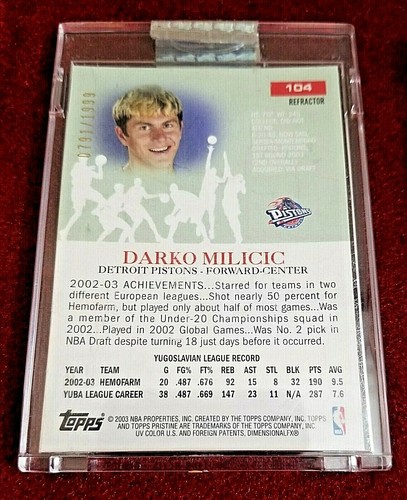 104
REFRACTOR
0791/1999
PISTONS
DARKO MILICIC
DETROIT PISTONS - FORWARD-CENTER
2002-03 ACHIEVEMENTS...Starred for teams in two
different European leagues...Shot nearly 50 percent for
Hemofarm, but played only about half of most games...Was
a member of the Under-20 Championships squad in
2002...Played in 2002 Global Games...Was No. 2 pick in
NBA Draft despite turning 18 just days before it occurred.
YUGOSLAVIAN LEAGUE RECORD
YEAR TEAM G FG% FT% REB AST STL BLK PTS AVG
2002-03 HEMOFARM 20 .487 .676 92 15 8 32 190 9.5
YUBA LEAGUE CAREER 38 .487 .669 147 23 11 N/A 287 7.6
Topps ® © 2003 NBA PROPERTIES, INC. CREATED BY THE TOPPS COMPANY, INC. TOPPS
AND TOPPS PRISTINE ARE TRADEMARKS OF THE TOPPS COMPANY, INC.
UV COLOR U.S. AND FOREIGN PATENTS, DIMENSIONALFX®